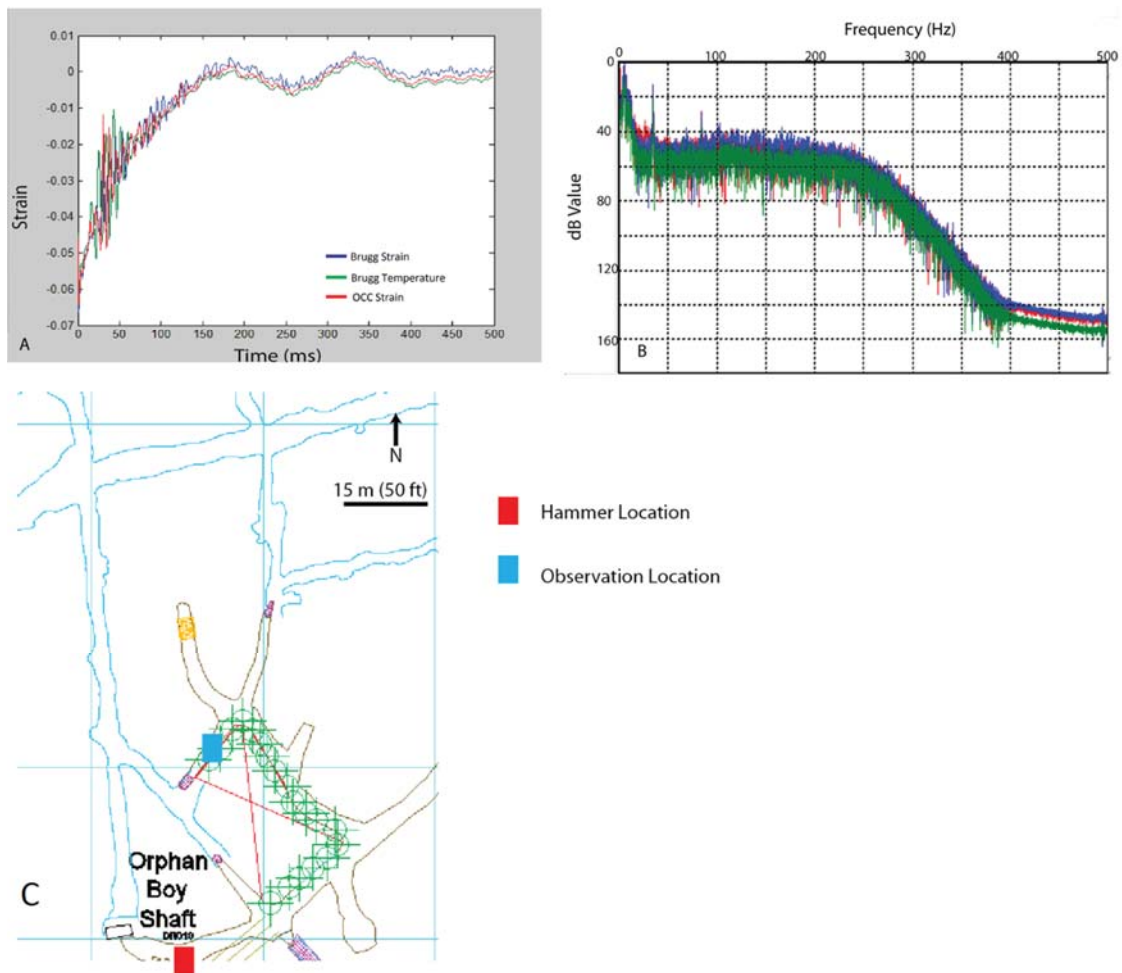 0.01
0
-0.01
-0.02
-0.03
-0.04
-0.05
-0.06
-0.07
Strain
0 50 100 150 200 250 300 350 400 450 500
Time (ms)
Brugg Strain
Brugg Temperature
OCC Strain
A
Frequency (Hz)
0 100 200 300 400 500
0
40
80
120
160
dB Value
B
N
15 m (50 ft)
Hammer Location
Observation Location
Orphan
Boy
Shaft
C